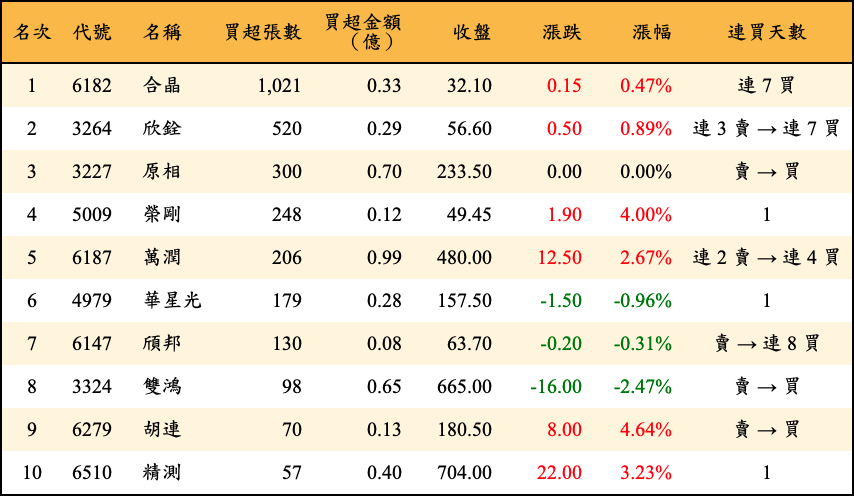 名次 代號 名稱 買超張數 買超金額（億） 收盤 漲跌 漲幅 連買天數
1 6182 合晶 1,021 0.33 32.10 0.15 0.47% 連 7 買
2 3264 欣銓 520 0.29 56.60 0.50 0.89% 連 3 賣 → 連 7 買
3 3227 原相 300 0.70 233.50 0.00 0.00% 賣 → 買
4 5009 榮剛 248 0.12 49.45 1.90 4.00% 1
5 6187 萬潤 206 0.99 480.00 12.50 2.67% 連 2 賣 → 連 4 買
6 4979 華星光 179 0.28 157.50 -1.50 -0.96% 1
7 6147 頎邦 130 0.08 63.70 -0.20 -0.31% 賣 → 連 8 買
8 3324 雙鴻 98 0.65 665.00 -16.00 -2.47% 賣 → 買
9 6279 胡連 70 0.13 180.50 8.00 4.64% 賣 → 買
10 6510 精測 57 0.40 704.00 22.00 3.23% 1